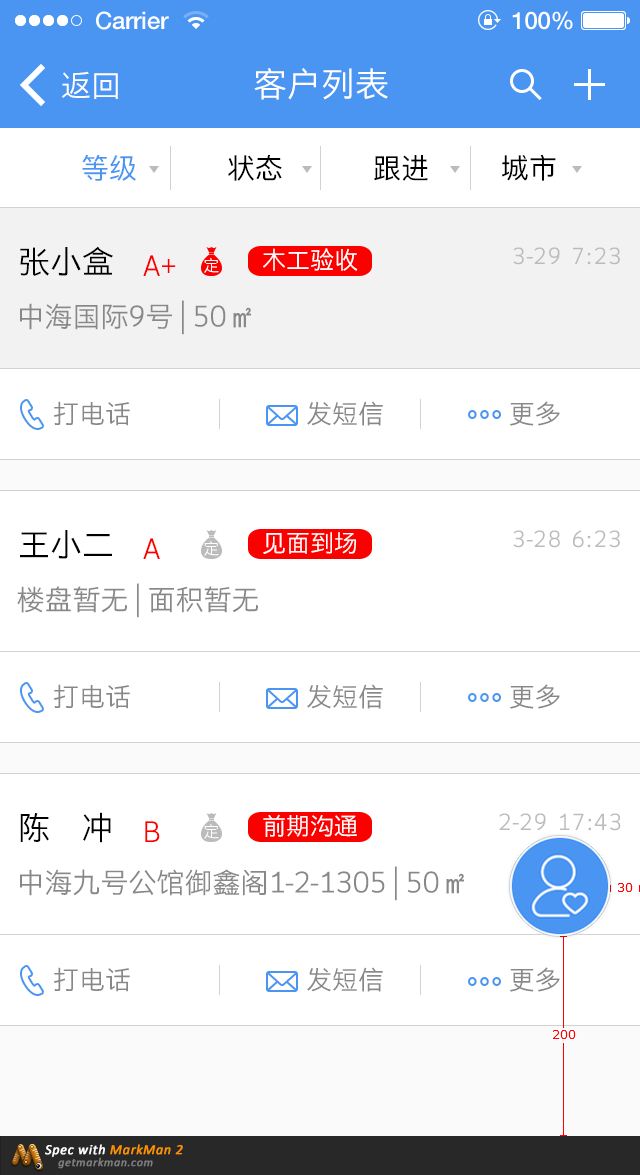 Carrier 100%
返回 客户列表
等级 状态 跟进 城市
张小盒 A+ 定 木工验收 3-29 7:23
中海国际9号 | 50㎡
打电话 发短信 更多
王小二 A 定 见面到场 3-28 6:23
楼盘暂无 | 面积暂无
打电话 发短信 更多
陈 冲 B 定 前期沟通 2-29 17:43
中海九号公馆御鑫阁1-2-1305 | 50㎡
30
打电话 发短信 更多
200
Spec with MarkMan 2
getmarkman.com